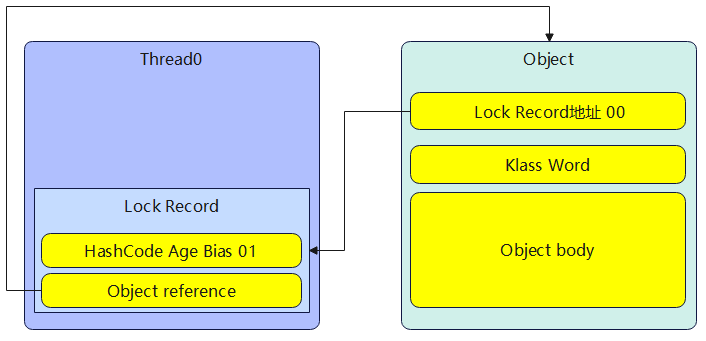 Thread0
Lock Record
HashCode Age Bias 01
Object reference
Object
Lock Record地址 00
Klass Word
Object body